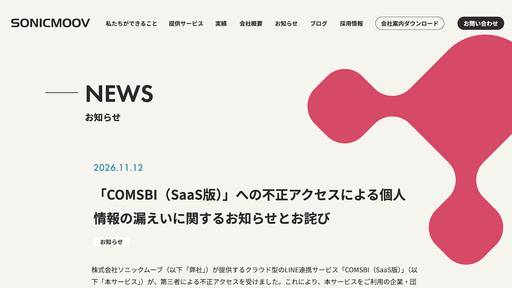 SONICMOOV
私たちができること 提供サービス 実績 会社概要 お知らせ ブログ 採用情報 会社案内ダウンロード お問い合わせ
NEWS
お知らせ
2026.11.12
「COMSBI（SaaS版）」への不正アクセスによる個人
情報の漏えいに関するお知らせとお詫び
お知らせ
株式会社ソニックムーブ（以下「弊社」）が提供するクラウド型のLINE連携サービス「COMSBI（SaaS版）」（以
下「本サービス」）が、第三者による不正アクセスを受けました。これにより、本サービスをご利用の企業・団